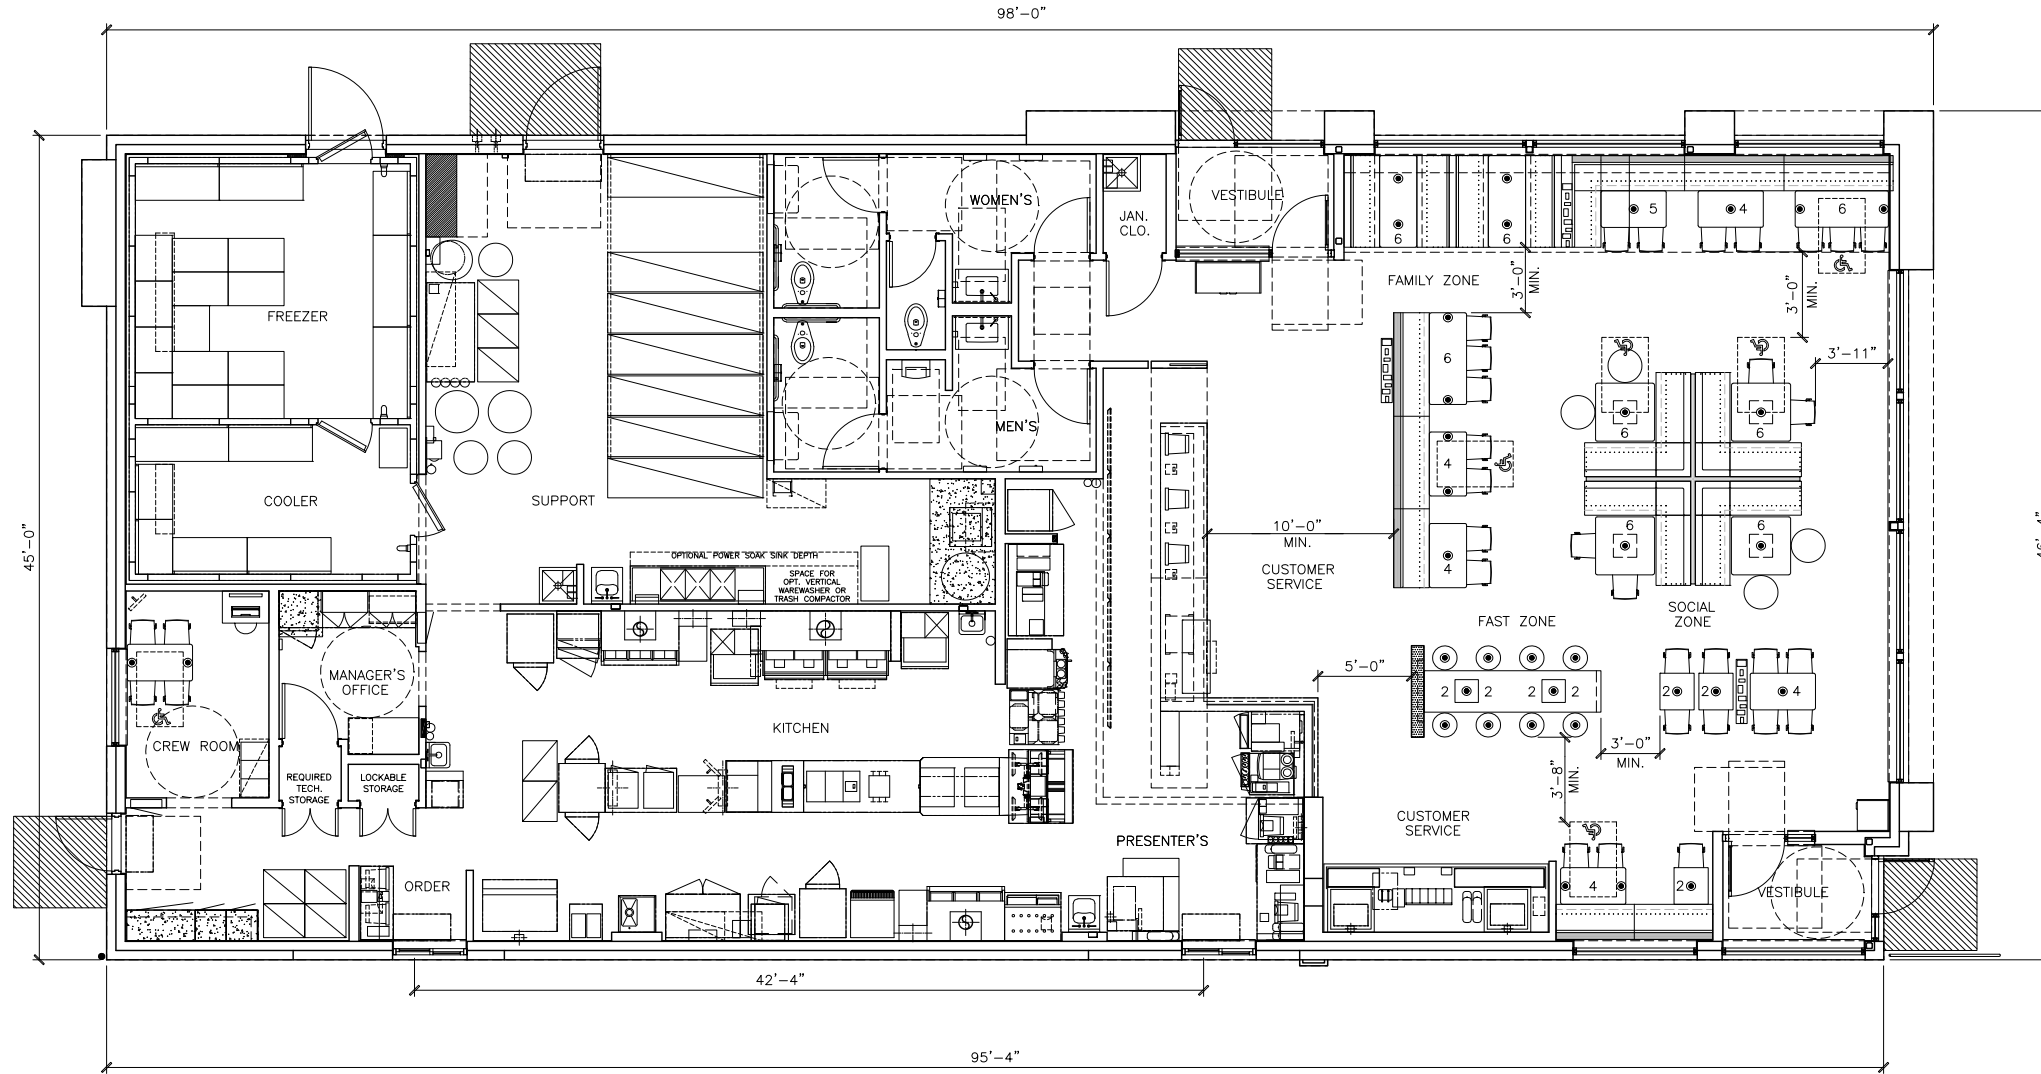 98'-0"
WOMEN'S
JAN.
CLO.
VESTIBULE
6
6
5
4
6
FAMILY ZONE
3'-0"
MIN.
3'-0"
MIN.
FREEZER
3'-11"
6
6
6
MEN'S
4
COOLER
SUPPORT
45'-0"
10'-0"
MIN.
6
6
OPTIONAL POWER SOAK SINK DEPTH
SPACE FOR
OPT. VERTICAL
WAREWASHER OR
TRASH COMPACTOR
CUSTOMER
SERVICE
4
SOCIAL
ZONE
FAST ZONE
MANAGER'S
OFFICE
5'-0"
2
2
2
2
2
2
4
KITCHEN
CREW ROOM
3'-0"
MIN.
REQUIRED
TECH.
STORAGE
LOCKABLE
STORAGE
3'-8"
MIN.
CUSTOMER
SERVICE
PRESENTER'S
ORDER
4
2
VESTIBULE
42'-4"
95'-4"